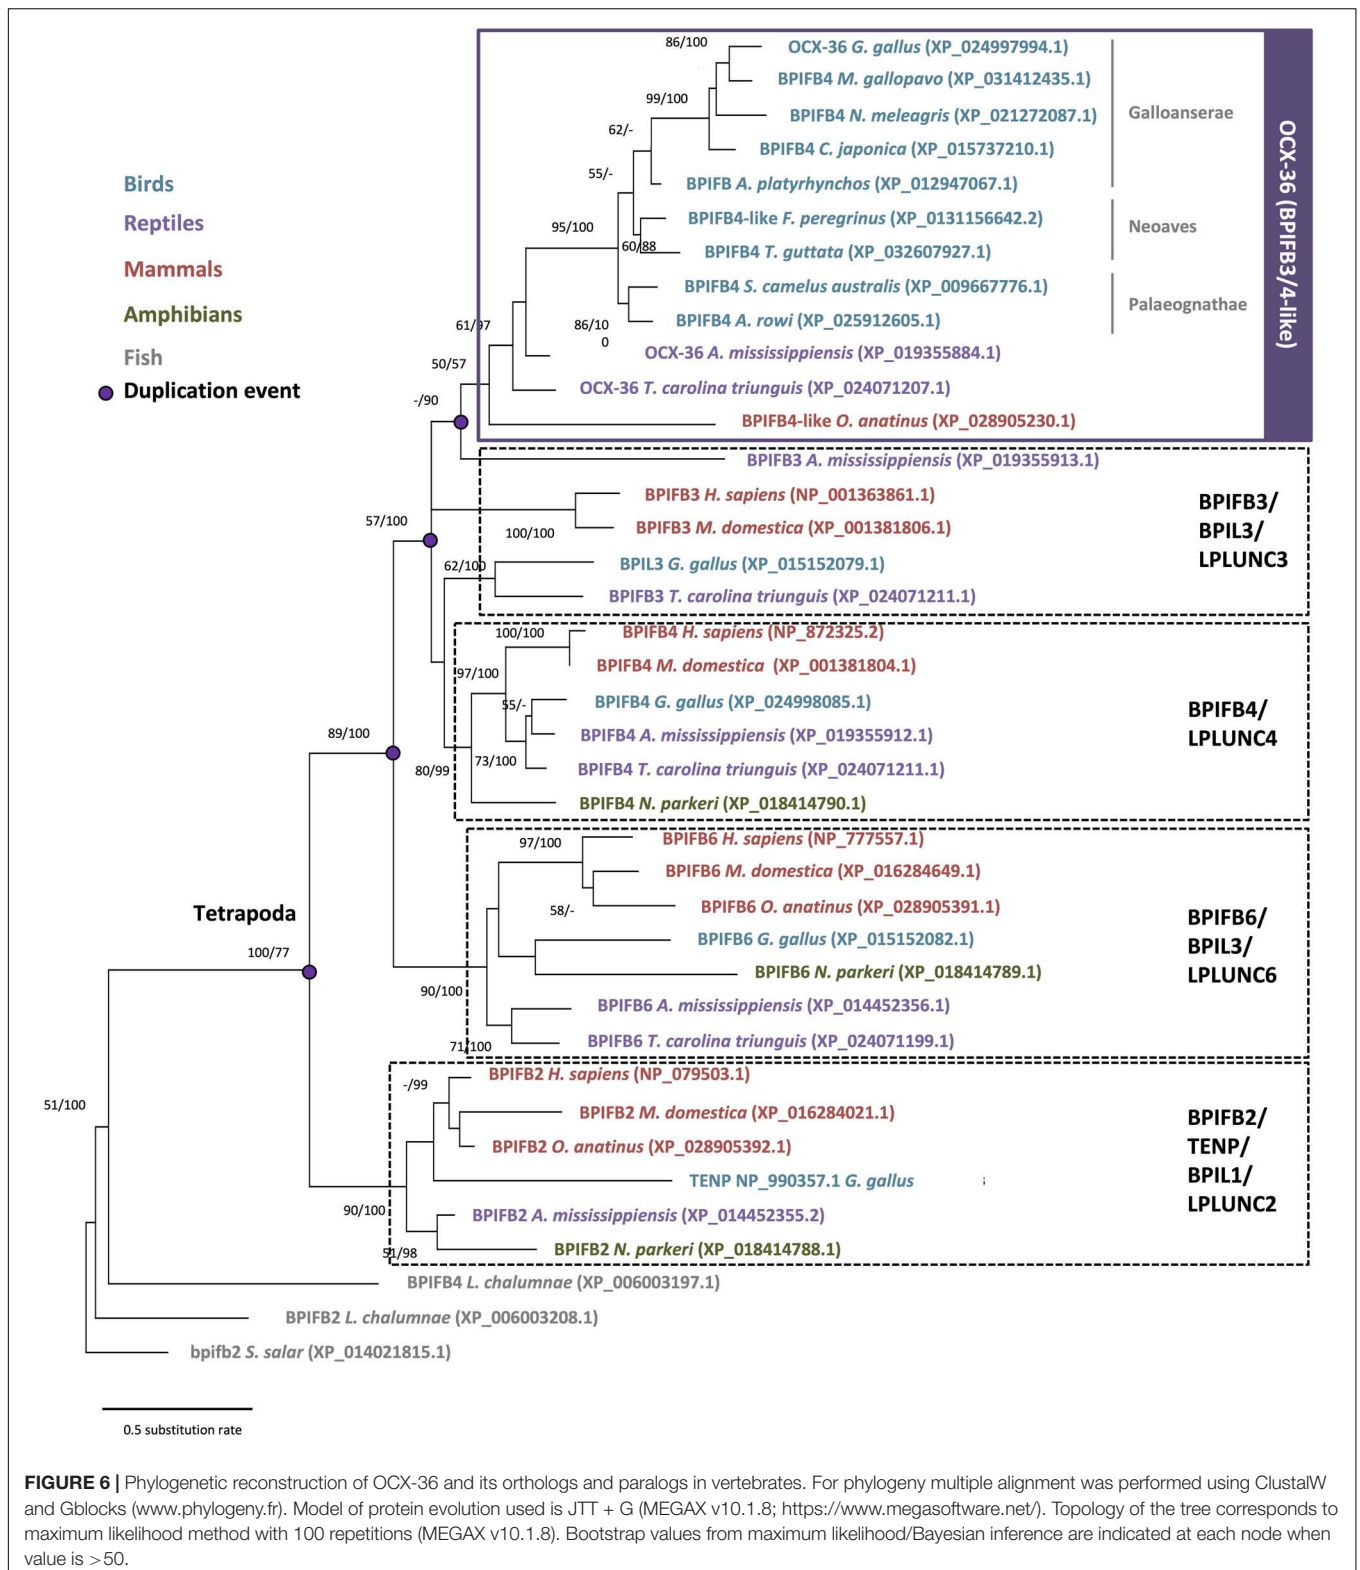 86/100
OCX-36 G. gallus (XP_024997994.1)
BPIFB4 M. gallopavo (XP_031412435.1)
99/100
BPIFB4 N. meleagris (XP_021272087.1)
Galloanserae
62/-
BPIFB4 C. japonica (XP_015737210.1)
55/-
BPIFB A. platyrhynchos (XP_012947067.1)
Birds
95/100
BPIFB4-like F. peregrinus (XP_0131156642.2)
Neoaves
Reptiles
60/88
BPIFB4 T. guttata (XP_032607927.1)
Mammals
BPIFB4 S. camelus australis (XP_009667776.1)
Palaeognathae
Amphibians
86/10
0
BPIFB4 A. rowi (XP_025912605.1)
61/97
OCX-36 A. mississippiensis (XP_019355884.1)
Fish
50/57
OCX-36 T. carolina triunguis (XP_024071207.1)
Duplication event
-/90
BPIFB4-like O. anatinus (XP_028905230.1)
OCX-36 (BPIFB3/4-like)
BPIFB3 A. mississippiensis (XP_019355913.1)
BPIFB3 H. sapiens (NP_001363861.1)
57/100
100/100
BPIFB3 M. domestica (XP_001381806.1)
BPIFB3/
BPIL3/
LPLUNC3
62/100
BPIL3 G. gallus (XP_015152079.1)
BPIFB3 T. carolina triunguis (XP_024071211.1)
100/100
BPIFB4 H. sapiens (NP_872325.2)
97/100
BPIFB4 M. domestica (XP_001381804.1)
55/-
BPIFB4 G. gallus (XP_024998085.1)
BPIFB4/
LPLUNC4
89/100
BPIFB4 A. mississippiensis (XP_019355912.1)
80/99
73/100
BPIFB4 T. carolina triunguis (XP_024071211.1)
BPIFB4 N. parkeri (XP_018414790.1)
97/100
BPIFB6 H. sapiens (NP_777557.1)
BPIFB6 M. domestica (XP_016284649.1)
58/-
BPIFB6 O. anatinus (XP_028905391.1)
Tetrapoda
BPIFB6 G. gallus (XP_015152082.1)
BPIFB6/
BPIL3/
LPLUNC6
100/77
BPIFB6 N. parkeri (XP_018414789.1)
90/100
BPIFB6 A. mississippiensis (XP_014452356.1)
71/100
BPIFB6 T. carolina triunguis (XP_024071199.1)
-/99
BPIFB2 H. sapiens (NP_079503.1)
51/100
BPIFB2 M. domestica (XP_016284021.1)
BPIFB2 O. anatinus (XP_028905392.1)
BPIFB2/
TENP/
BPIL1/
LPLUNC2
TENP NP_990357.1 G. gallus
90/100
BPIFB2 A. mississippiensis (XP_014452355.2)
51/98
BPIFB2 N. parkeri (XP_018414788.1)
BPIFB4 L. chalumnae (XP_006003197.1)
BPIFB2 L. chalumnae (XP_006003208.1)
bpifb2 S. salar (XP_014021815.1)
0.5 substitution rate
FIGURE 6 | Phylogenetic reconstruction of OCX-36 and its orthologs and paralogs in vertebrates. For phylogeny multiple alignment was performed using ClustalW
and Gblocks (www.phylogeny.fr). Model of protein evolution used is JTT + G (MEGAX v10.1.8; https://www.megasoftware.net/). Topology of the tree corresponds to
maximum likelihood method with 100 repetitions (MEGAX v10.1.8). Bootstrap values from maximum likelihood/Bayesian inference are indicated at each node when
value is >50.